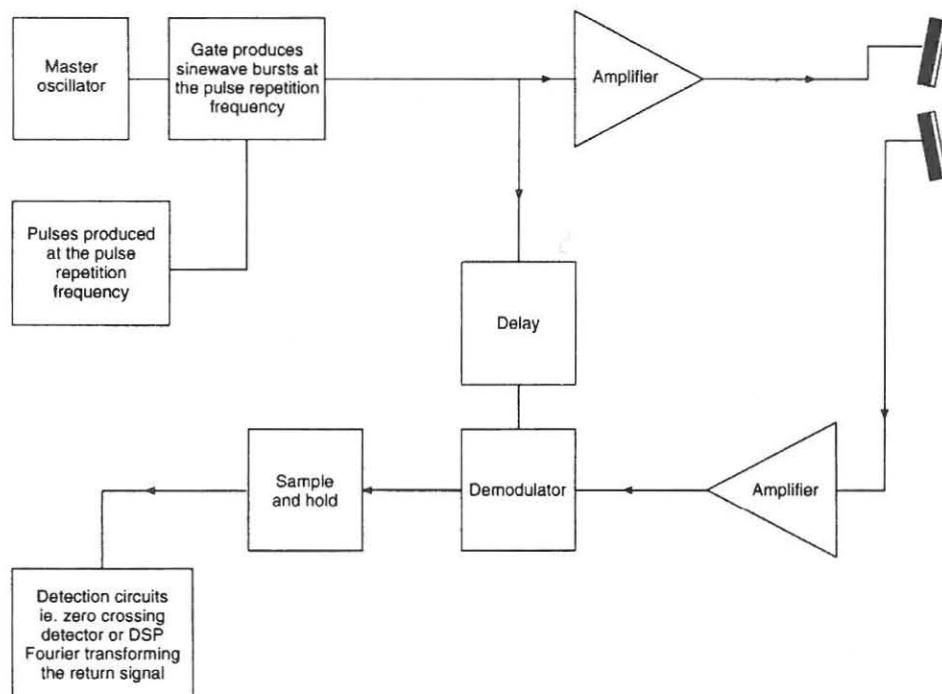 Master
oscillator
Gate produces
sinewave bursts at
the pulse repetition
frequency
Amplifier
Pulses produced
at the pulse
repetition
frequency
Delay
Sample
and hold
Demodulator
Amplifier
Detection circuits
ie. zero crossing
detector or DSP
Fourier transforming
the return signal